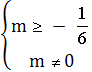 m ≥ - 1/6
m ≠ 0